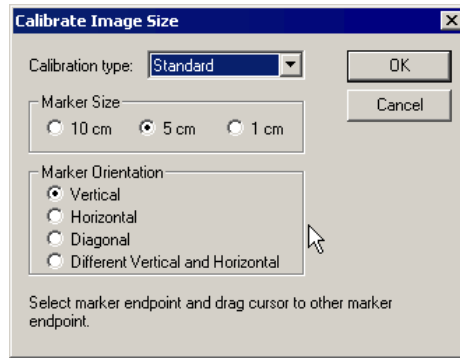 Calibrate Image Size
Calibration type: Standard
OK
Cancel
Marker Size
10 cm 5 cm 1 cm
Marker Orientation
Vertical
Horizontal
Diagonal
Different Vertical and Horizontal
Select marker endpoint and drag cursor to other marker
endpoint.